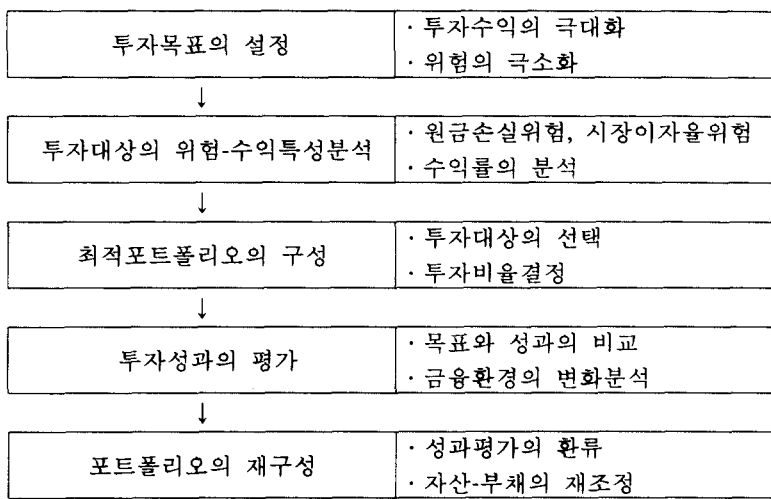 투자목표의 설정
· 투자수익의 극대화
· 위험의 극소화
↓
투자대상의 위험-수익특성분석
· 원금손실위험, 시장이자율위험
· 수익률의 분석
↓
최적포트폴리오의 구성
· 투자대상의 선택
· 투자비율결정
↓
투자성과의 평가
· 목표와 성과의 비교
· 금융환경의 변화분석
↓
포트폴리오의 재구성
· 성과평가의 환류
· 자산-부채의 재조정